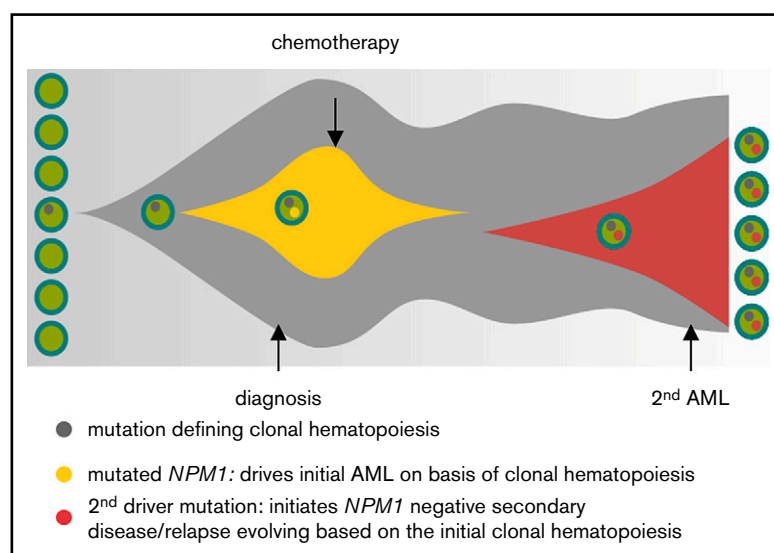 chemotherapy
diagnosis
2nd AML
mutation defining clonal hematopoiesis
mutated NPM1: drives initial AML on basis of clonal hematopoiesis
2nd driver mutation: initiates NPM1 negative secondary
disease/relapse evolving based on the initial clonal hematopoiesis